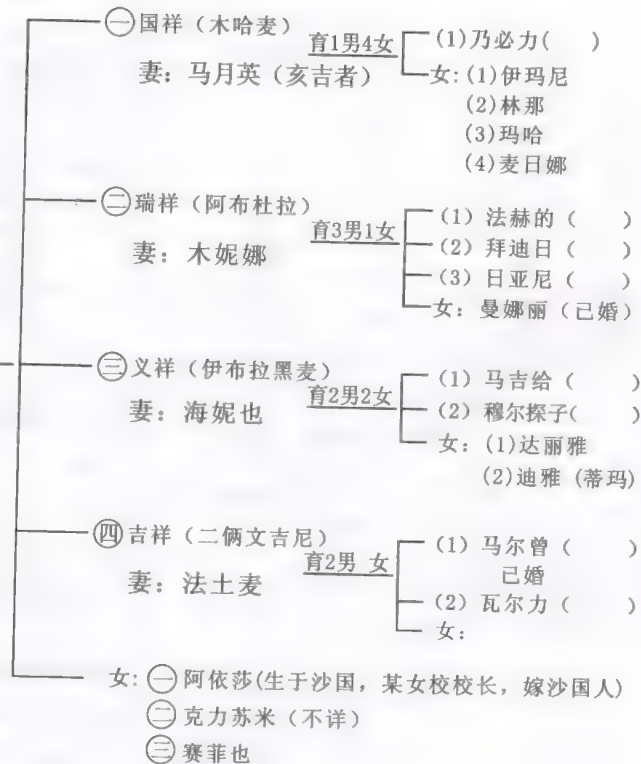 ㊀国祥（木哈麦）
妻：马月英（亥吉者）
育1男4女
(1)乃必力(    )
女:(1)伊玛尼
(2)林那
(3)玛哈
(4)麦日娜
㊁瑞祥（阿布杜拉）
妻：木妮娜
育3男1女
(1) 法赫的（    ）
(2) 拜迪日（    ）
(3) 日亚尼（    ）
女：曼娜丽（已婚）
㊂义祥（伊布拉黑麦）
妻：海妮也
育2男2女
(1) 马吉给（    ）
(2) 穆尔探子(    )
女：(1)达丽雅
(2)迪雅 (蒂玛)
㊃吉祥（二俩文吉尼）
妻：法土麦
育2男 女
(1) 马尔曾（    ）
已婚
(2) 瓦尔力（    ）
女：
女:㊀阿依莎(生于沙国，某女校校长，嫁沙国人)
㊁克力苏米（不详）
㊂赛菲也